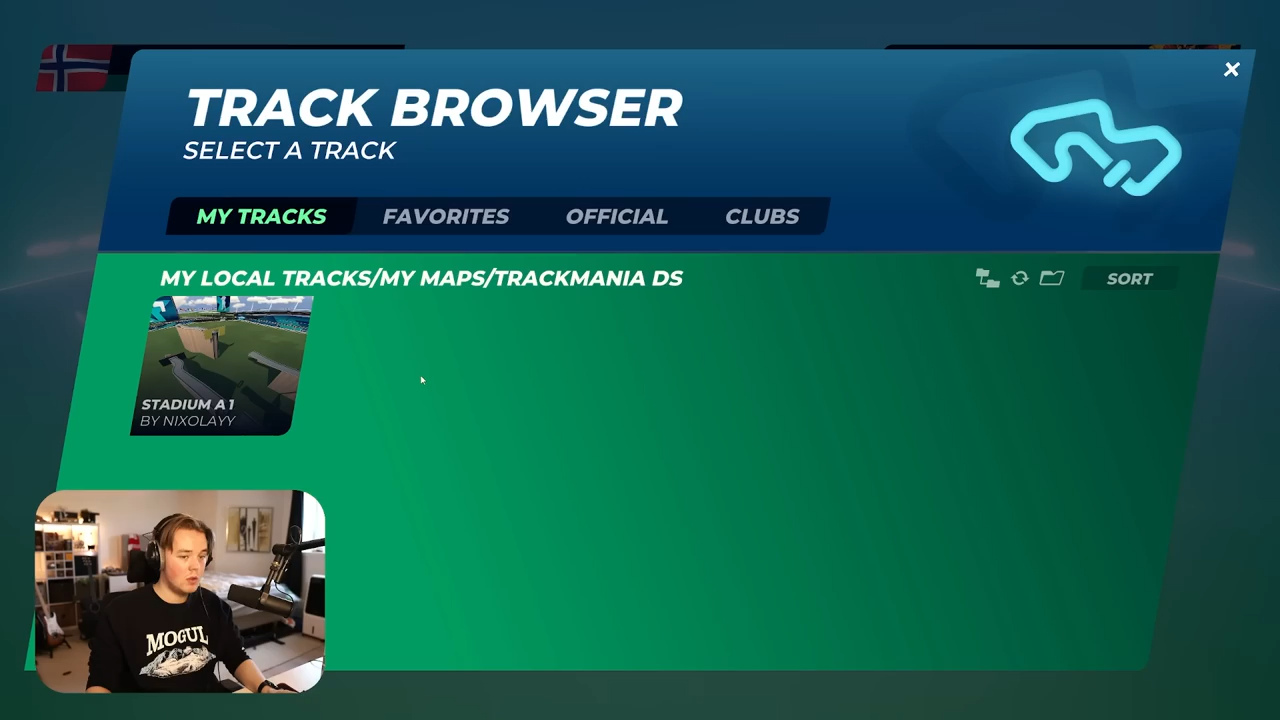 TRACK BROWSER
SELECT A TRACK
MY TRACKS
FAVORITES
OFFICIAL
CLUBS
MY LOCAL TRACKS/MY MAPS/TRACKMANIA DS
SORT
STADIUM A1
BY NIXOLAYY
MOGUL